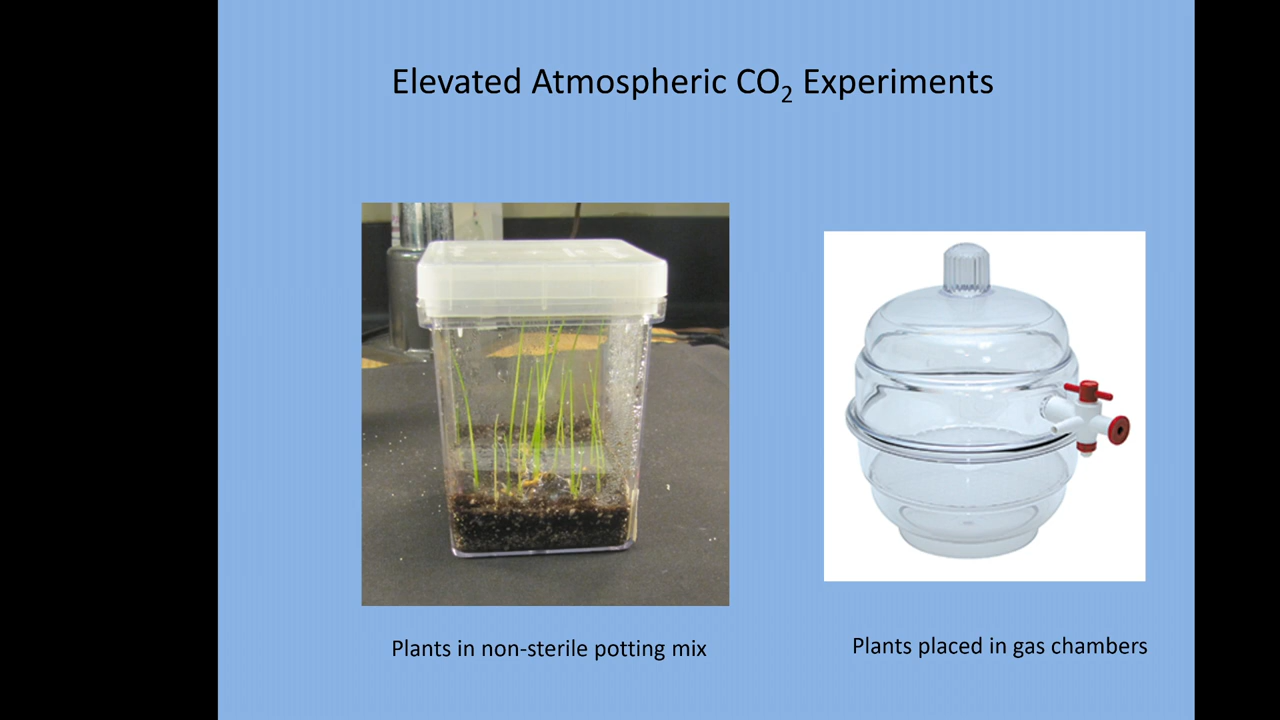 Elevated Atmospheric CO₂ Experiments
Plants in non-sterile potting mix
Plants placed in gas chambers